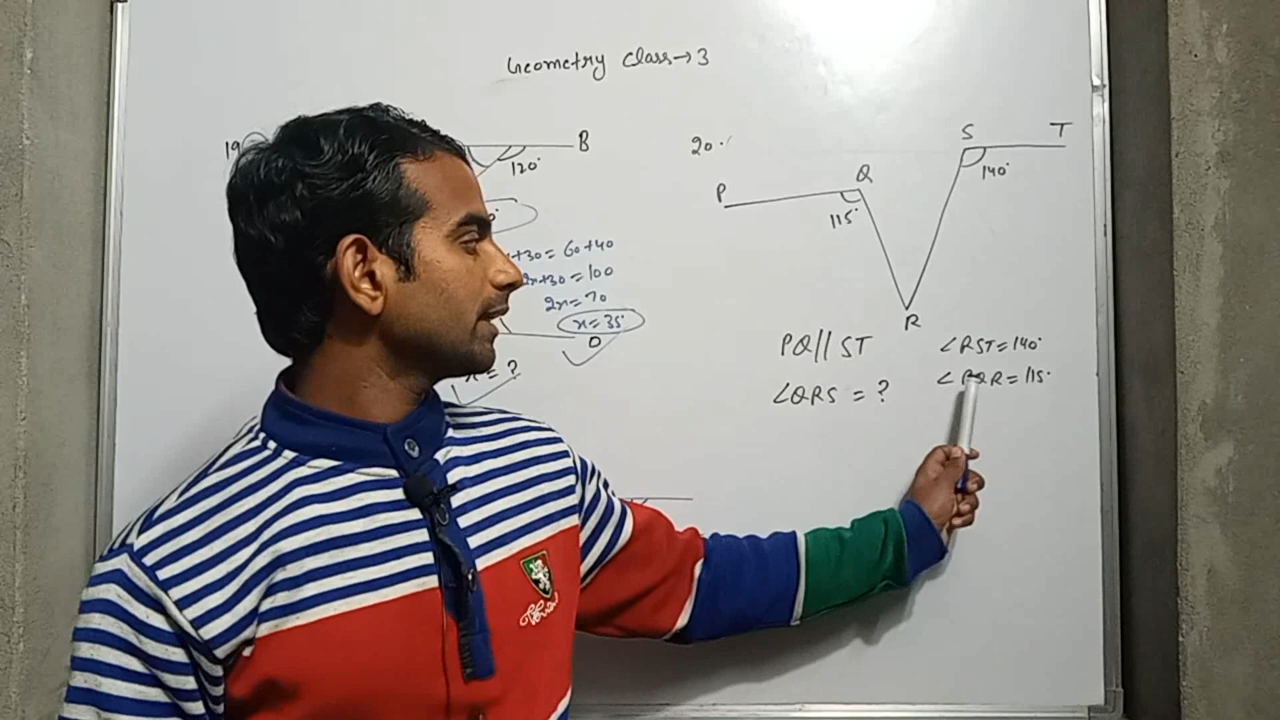 Geometry Class→3
19
B
120°
x+30 = 60+40
2x+30 = 100
2x = 70
x = 35°
D
x = ?
20.
P
Q
115°
R
S
T
140°
PQ // ST
∠QRS = ?
∠RST = 140°
∠PQR = 115°